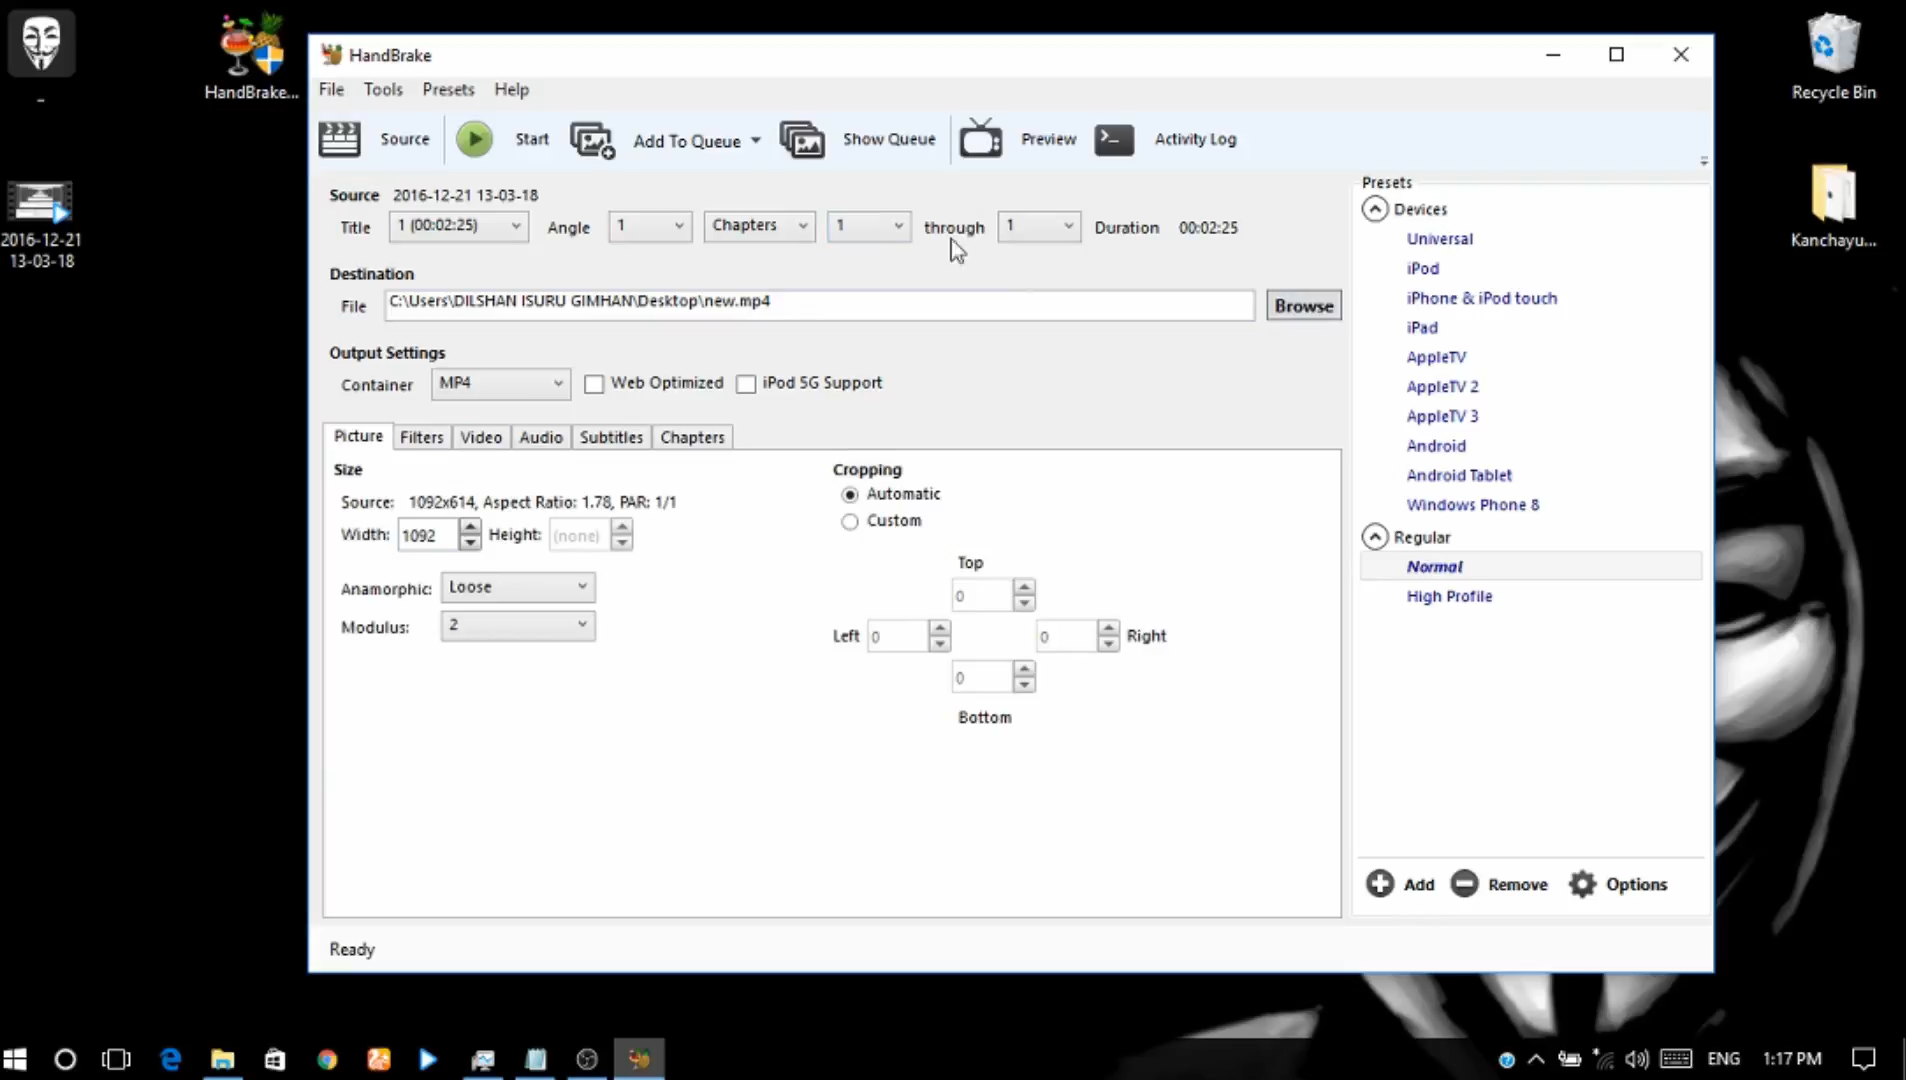 HandBrake...
Recycle Bin
2016-12-21
13-03-18
Kanchayu...
HandBrake
File Tools Presets Help
Source Start Add To Queue Show Queue Preview Activity Log
Source 2016-12-21 13-03-18
Title 1 (00:02:25) Angle 1 Chapters 1 through 1 Duration 00:02:25
Destination
File C:\Users\DILSHAN ISURU GIMHAN\Desktop\new.mp4 Browse
Output Settings
Container MP4 Web Optimized iPod 5G Support
Picture Filters Video Audio Subtitles Chapters
Size
Source: 1092x614, Aspect Ratio: 1.78, PAR: 1/1
Width: 1092 Height: (none)
Anamorphic: Loose
Modulus: 2
Cropping
Automatic
Custom
Top
0
Left 0 0 Right
0
Bottom
Presets
Devices
Universal
iPod
iPhone & iPod touch
iPad
AppleTV
AppleTV 2
AppleTV 3
Android
Android Tablet
Windows Phone 8
Regular
Normal
High Profile
Add Remove Options
Ready
ENG 1:17 PM